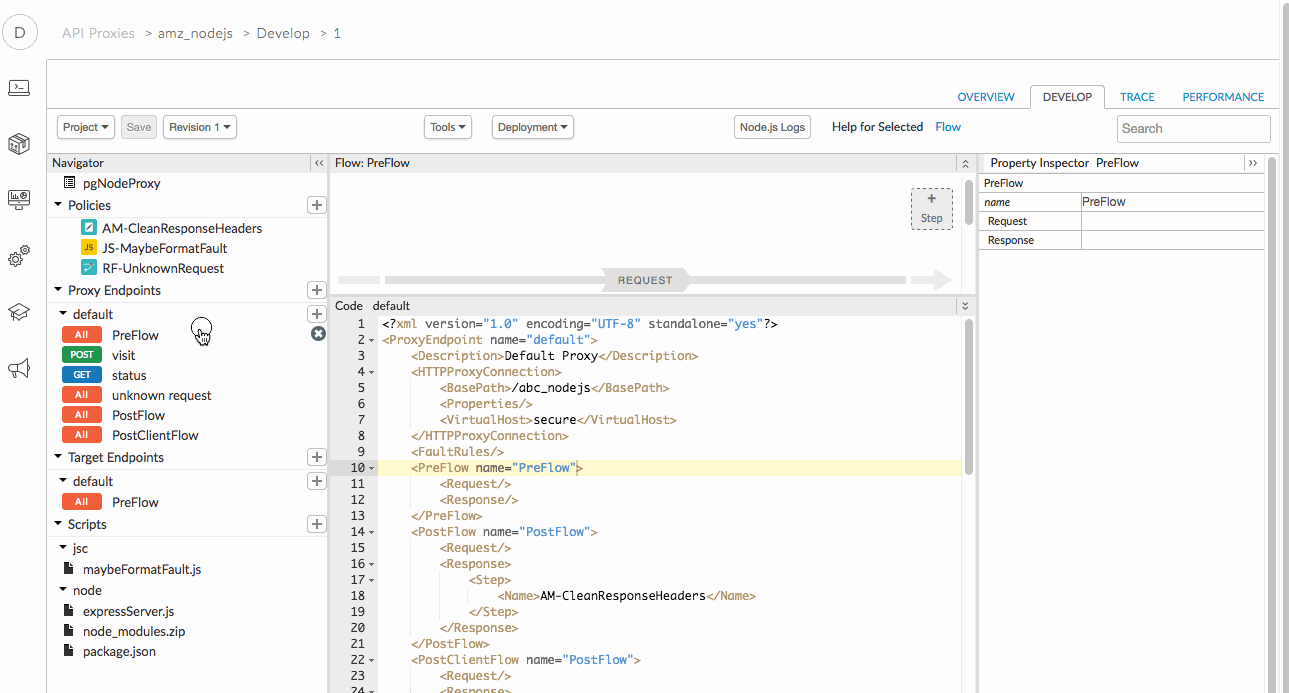 D
API Proxies > amz_nodejs > Develop > 1
OVERVIEW DEVELOP TRACE PERFORMANCE
Project Save Revision 1 Tools Deployment Node.js Logs Help for Selected Flow Search
Navigator
pgNodeProxy
Policies
AM-CleanResponseHeaders
JS JS-MaybeFormatFault
RF-UnknownRequest
Proxy Endpoints
default
All PreFlow
POST visit
GET status
All unknown request
All PostFlow
All PostClientFlow
Target Endpoints
default
All PreFlow
Scripts
jsc
maybeFormatFault.js
node
expressServer.js
node_modules.zip
package.json
Flow: PreFlow
+
Step
REQUEST
Code default
1 <?xml version="1.0" encoding="UTF-8" standalone="yes"?>
2 <ProxyEndpoint name="default">
3 <Description>Default Proxy</Description>
4 <HTTPProxyConnection>
5 <BasePath>/abc_nodejs</BasePath>
6 <Properties/>
7 <VirtualHost>secure</VirtualHost>
8 </HTTPProxyConnection>
9 <FaultRules/>
10 <PreFlow name="PreFlow">
11 <Request/>
12 <Response/>
13 </PreFlow>
14 <PostFlow name="PostFlow">
15 <Request/>
16 <Response>
17 <Step>
18 <Name>AM-CleanResponseHeaders</Name>
19 </Step>
20 </Response>
21 </PostFlow>
22 <PostClientFlow name="PostFlow">
23 <Request/>
24 <Response>
Property Inspector PreFlow
PreFlow
name PreFlow
Request
Response